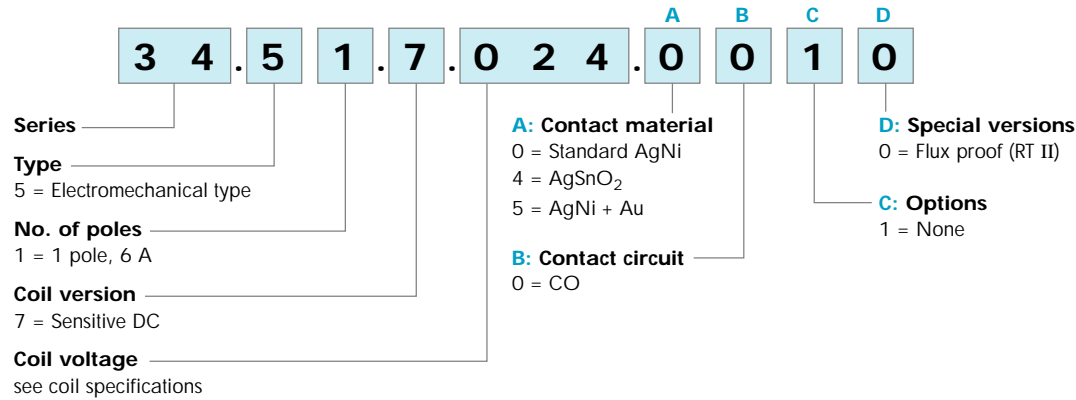 A B C D
3 4 . 5 1 . 7 . 0 2 4 . 0 0 1 0
Series
Type
5 = Electromechanical type
No. of poles
1 = 1 pole, 6 A
Coil version
7 = Sensitive DC
Coil voltage
see coil specifications
A: Contact material
0 = Standard AgNi
4 = AgSnO₂
5 = AgNi + Au
B: Contact circuit
0 = CO
D: Special versions
0 = Flux proof (RT II)
C: Options
1 = None